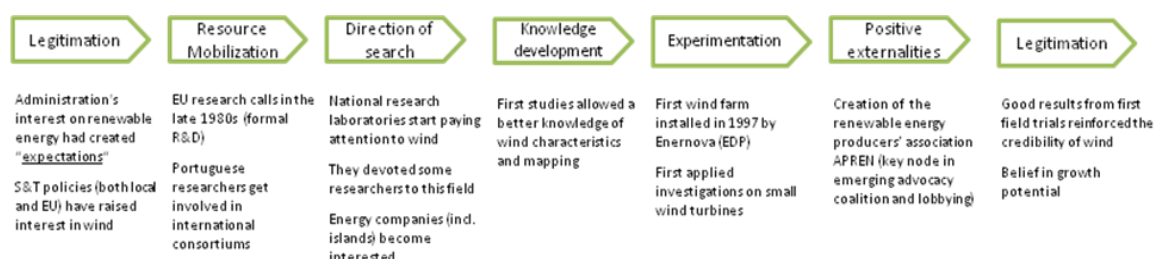 Legitimation
Administration's
interest on renewable
energy had created
"expectations"
S&T policies (both local
and EU) have raised
interest in wind
Resource
Mobilization
EU research calls in the
late 1980s (formal
R&D)
Portuguese
researchers get
involved in
international
consortiums
Direction of
search
National research
laboratories start paying
attention to wind
They devoted some
researchers to this field
Energy companies (incl.
islands) become
interested
Knowledge
development
First studies allowed a
better knowledge of
wind characteristics
and mapping
Experimentation
First wind farm
installed in 1997 by
Enernova (EDP)
First applied
investigations on small
wind turbines
Positive
externalities
Creation of the
renewable energy
producers' association
APREN (key node in
emerging advocacy
coalition and lobbying)
Legitimation
Good results from first
field trials reinforced the
credibility of wind
Belief in growth
potential